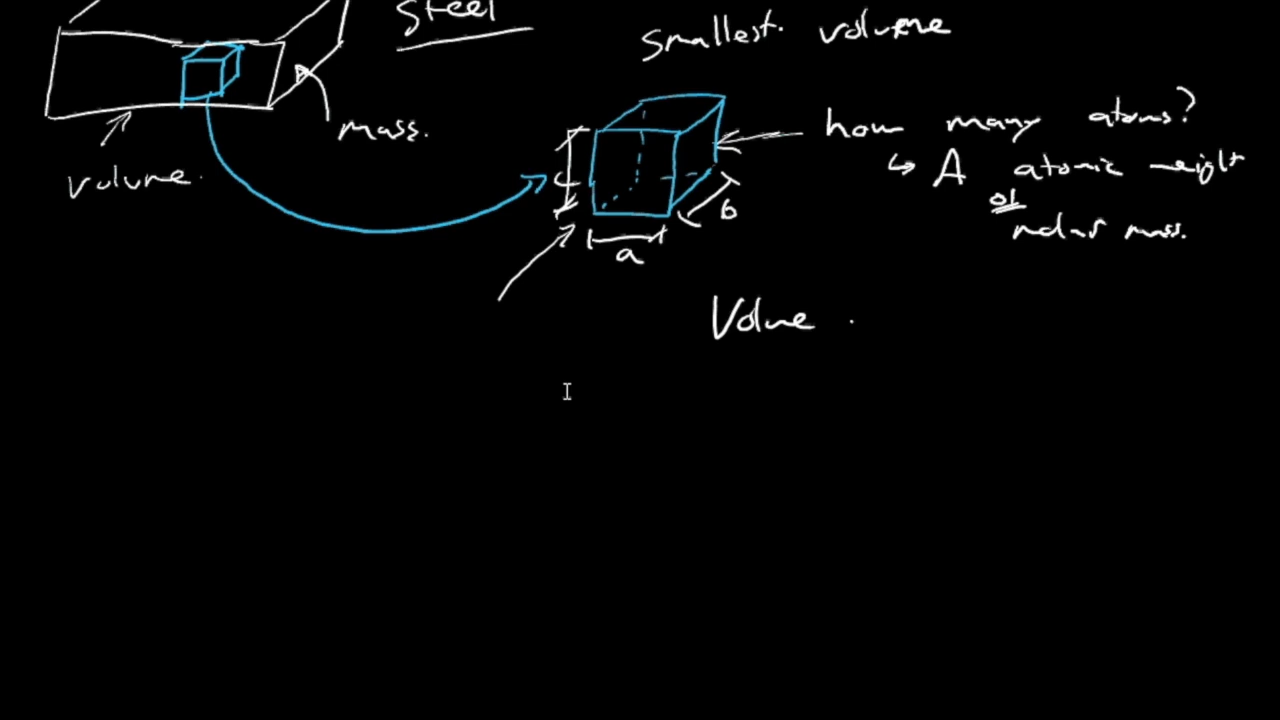 Steel
smallest. volume
mass.
how many atoms?
volume.
↳ A atomic weight
or
molar mass.
c
b
a
Volume .